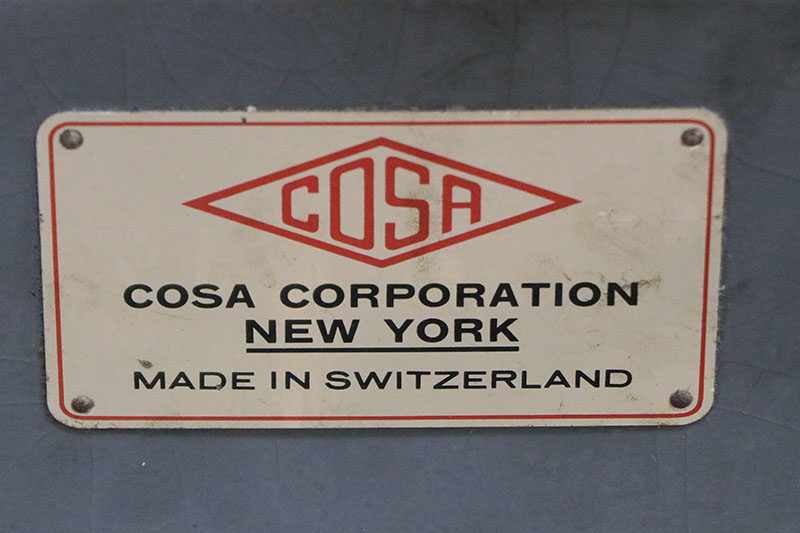 COSA
COSA CORPORATION
NEW YORK
MADE IN SWITZERLAND